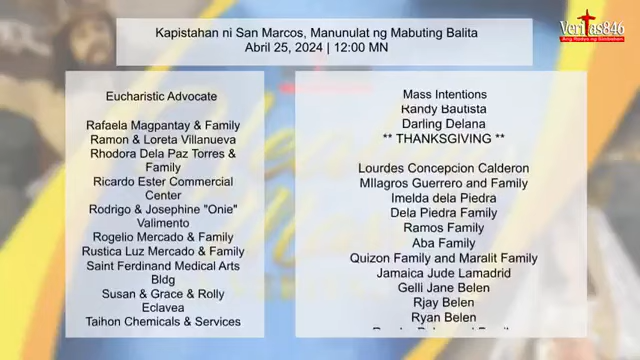 Kapistahan ni San Marcos, Manunulat ng Mabuting Balita
Abril 25, 2024 | 12:00 MN
Veritas846
Ang Radyo ng Simbahan
Eucharistic Advocate
Rafaela Magpantay & Family
Ramon & Loreta Villanueva
Rhodora Dela Paz Torres &
Family
Ricardo Ester Commercial
Center
Rodrigo & Josephine "Onie"
Valimento
Rogelio Mercado & Family
Rustica Luz Mercado & Family
Saint Ferdinand Medical Arts
Bldg
Susan & Grace & Rolly
Eclavea
Taihon Chemicals & Services
Mass Intentions
Randy Bautista
Darling Delana
** THANKSGIVING **
Lourdes Concepcion Calderon
MIlagros Guerrero and Family
Imelda dela Piedra
Dela Piedra Family
Ramos Family
Aba Family
Quizon Family and Maralit Family
Jamaica Jude Lamadrid
Gelli Jane Belen
Rjay Belen
Ryan Belen